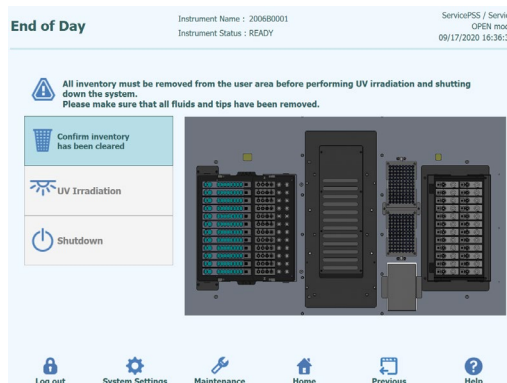 End of Day
Instrument Name : 2006B0001
Instrument Status : READY
ServicePSS / Servi
OPEN mo
09/17/2020 16:36:3
All inventory must be removed from the user area before performing UV irradiation and shutting
down the system.
Please make sure that all fluids and tips have been removed.
Confirm inventory
has been cleared
UV Irradiation
Shutdown
Log out
System Settings
Maintenance
Home
Previous
Help